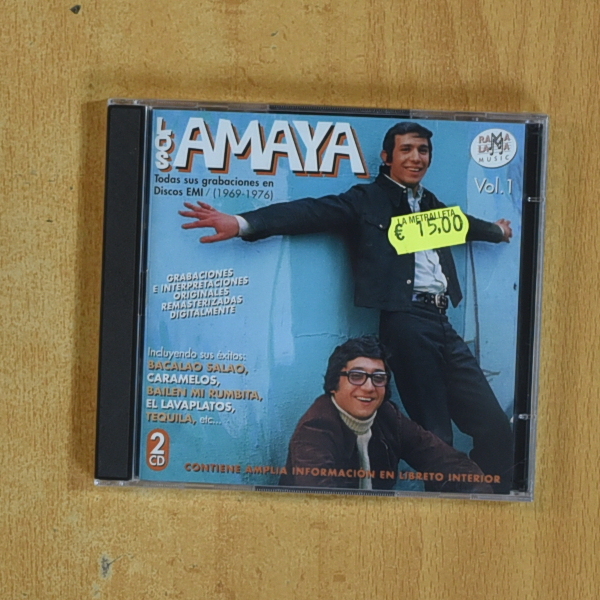 LOS AMAYA
Todas sus grabaciones en
Discos EMI / (1969-1976)
RAMA
LAMA
MUSIC
Vol. 1
LA METRALLETA
€ 15,00
GRABACIONES
E INTERPRETACIONES
ORIGINALES
REMASTERIZADAS
DIGITALMENTE
Incluyendo sus éxitos:
BACALAO SALAO,
CARAMELOS,
BAILEN MI RUMBITA,
EL LAVAPLATOS,
TEQUILA, etc...
2
CD
CONTIENE AMPLIA INFORMACIÓN EN LIBRETO INTERIOR